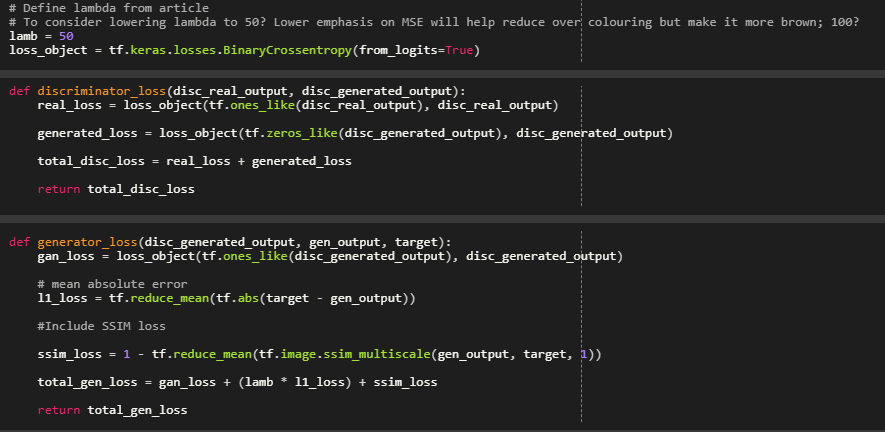 # Define lambda from article
# To consider lowering lambda to 50? Lower emphasis on MSE will help reduce over colouring but make it more brown; 100?
lamb = 50
loss_object = tf.keras.losses.BinaryCrossentropy(from_logits=True)
def discriminator_loss(disc_real_output, disc_generated_output):
    real_loss = loss_object(tf.ones_like(disc_real_output), disc_real_output)
    generated_loss = loss_object(tf.zeros_like(disc_generated_output), disc_generated_output)
    total_disc_loss = real_loss + generated_loss
    return total_disc_loss
def generator_loss(disc_generated_output, gen_output, target):
    gan_loss = loss_object(tf.ones_like(disc_generated_output), disc_generated_output)
    # mean absolute error
    l1_loss = tf.reduce_mean(tf.abs(target - gen_output))
    #Include SSIM loss
    ssim_loss = 1 - tf.reduce_mean(tf.image.ssim_multiscale(gen_output, target, 1))
    total_gen_loss = gan_loss + (lamb * l1_loss) + ssim_loss
    return total_gen_loss